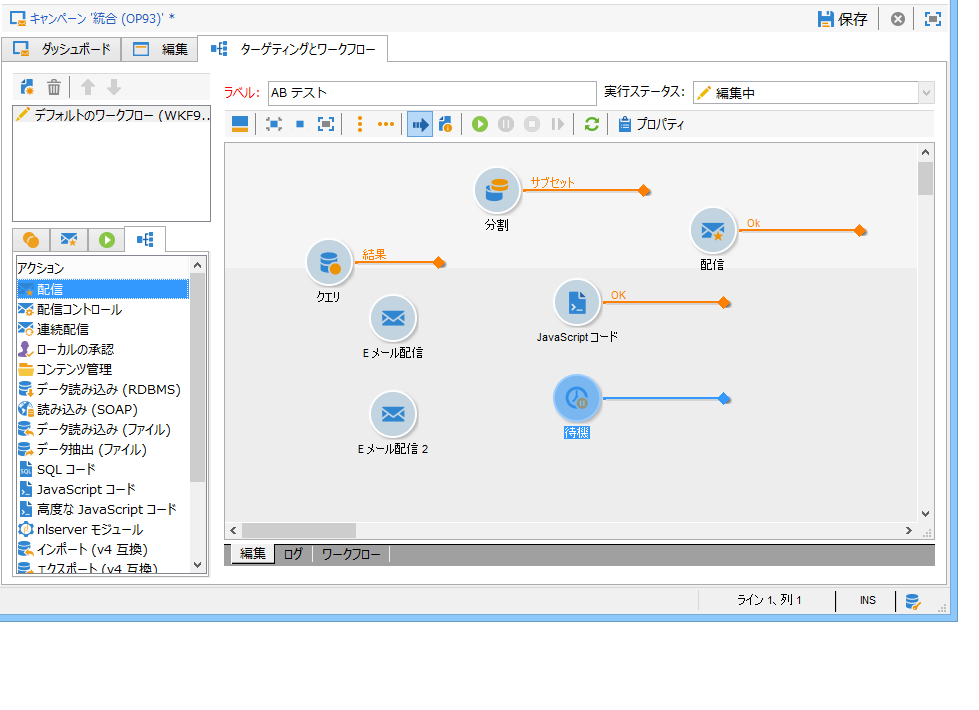 キャンペーン '統合 (OP93)' *
保存
ダッシュボード
編集
ターゲティングとワークフロー
ラベル:
AB テスト
実行ステータス:
編集中
デフォルトのワークフロー (WKF9..
プロパティ
サブセット
分割
Ok
配信
結果
クエリ
OK
JavaScriptコード
Eメール配信
待機
Eメール配信 2
アクション
配信
配信コントロール
連続配信
ローカルの承認
コンテンツ管理
データ読み込み (RDBMS)
読み込み (SOAP)
データ読み込み (ファイル)
データ抽出 (ファイル)
SQL コード
JavaScript コード
高度な JavaScript コード
nlserver モジュール
インポート (v4 互換)
エクスポート (v4 互換)
編集
ログ
ワークフロー
ライン 1、列 1
INS